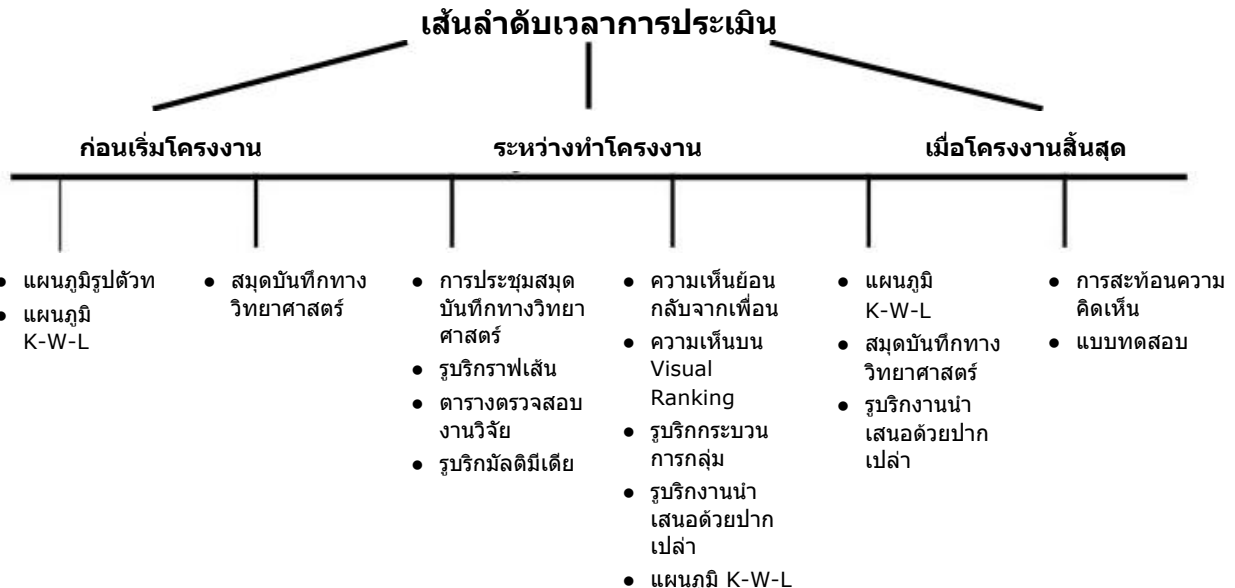 เส้นลำดับเวลาการประเมิน
ก่อนเริ่มโครงงาน
ระหว่างทำโครงงาน
เมื่อโครงงานสิ้นสุด
● แผนภูมิรูปตัวท
● แผนภูมิ
K-W-L
● สมุดบันทึกทาง
วิทยาศาสตร์
● การประชุมสมุด
บันทึกทางวิทยา
ศาสตร์
● รูบริกราฟเส้น
● ตารางตรวจสอบ
งานวิจัย
● รูบริกมัลติมีเดีย
● ความเห็นย้อน
กลับจากเพื่อน
● ความเห็นบน
Visual
Ranking
● รูบริกกระบวน
การกลุ่ม
● รูบริกงานนำ
เสนอด้วยปาก
เปล่า
● แผนภูมิ K-W-L
● แผนภูมิ
K-W-L
● สมุดบันทึกทาง
วิทยาศาสตร์
● รูบริกงานนำ
เสนอด้วยปาก
เปล่า
● การสะท้อนความ
คิดเห็น
● แบบทดสอบ